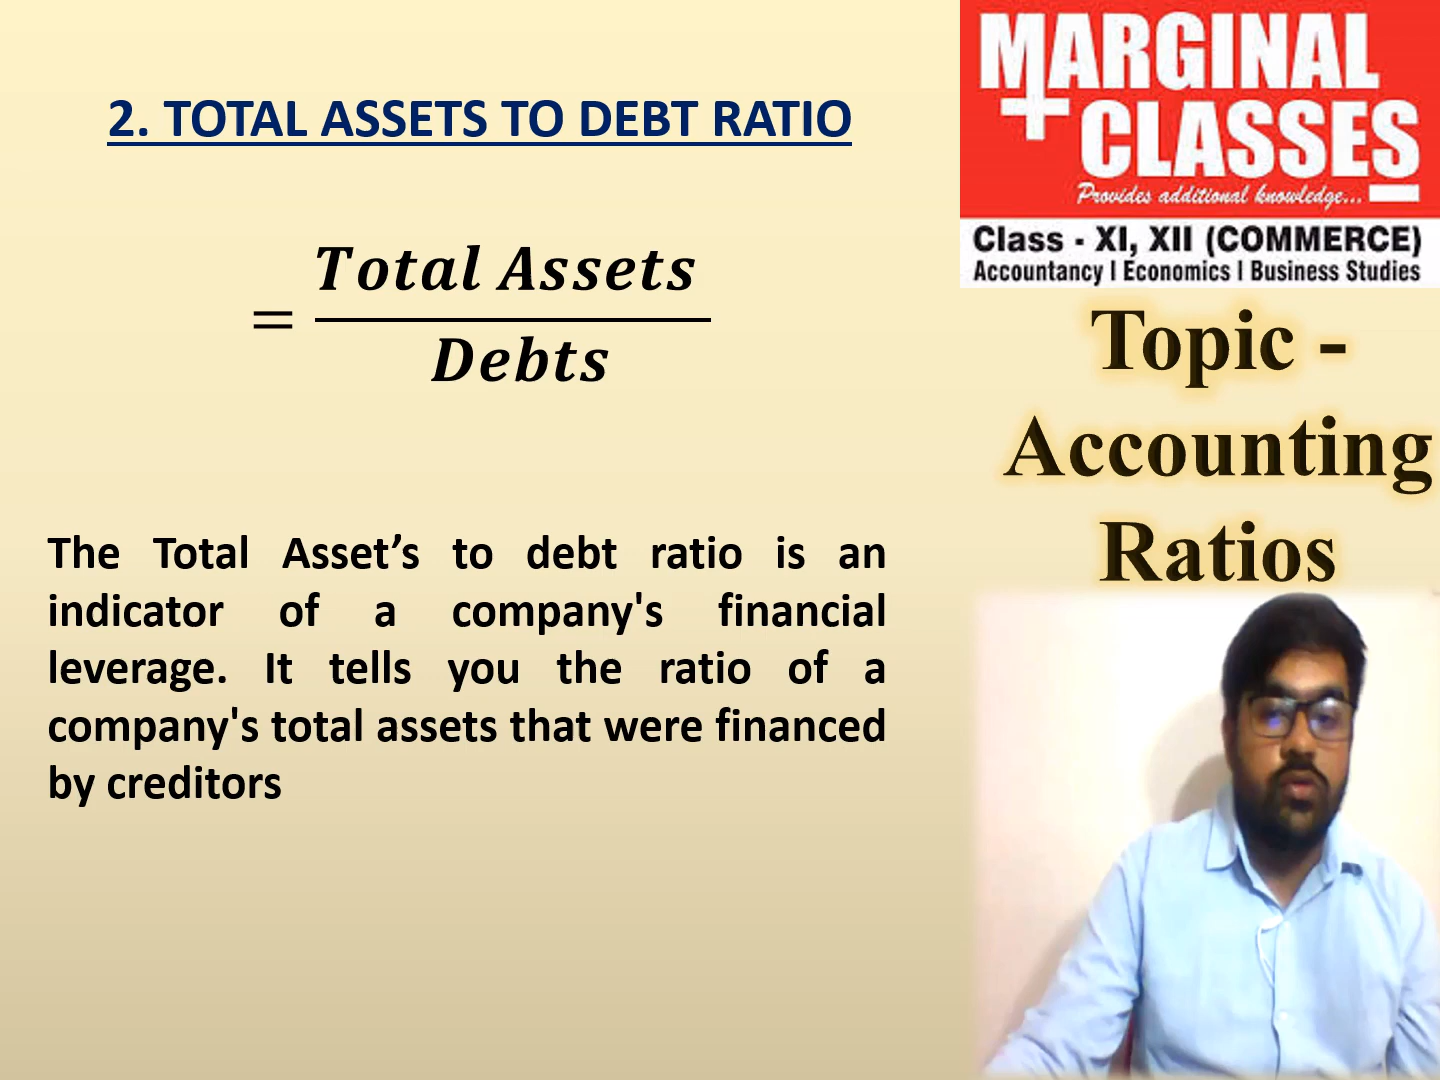 2. TOTAL ASSETS TO DEBT RATIO
= Total Assets
Debts
The Total Asset’s to debt ratio is an
indicator of a company's financial
leverage. It tells you the ratio of a
company's total assets that were financed
by creditors
MARGINAL
+ CLASSES
Provides additional knowledge...
Class - XI, XII (COMMERCE)
Accountancy | Economics | Business Studies
Topic -
Accounting
Ratios